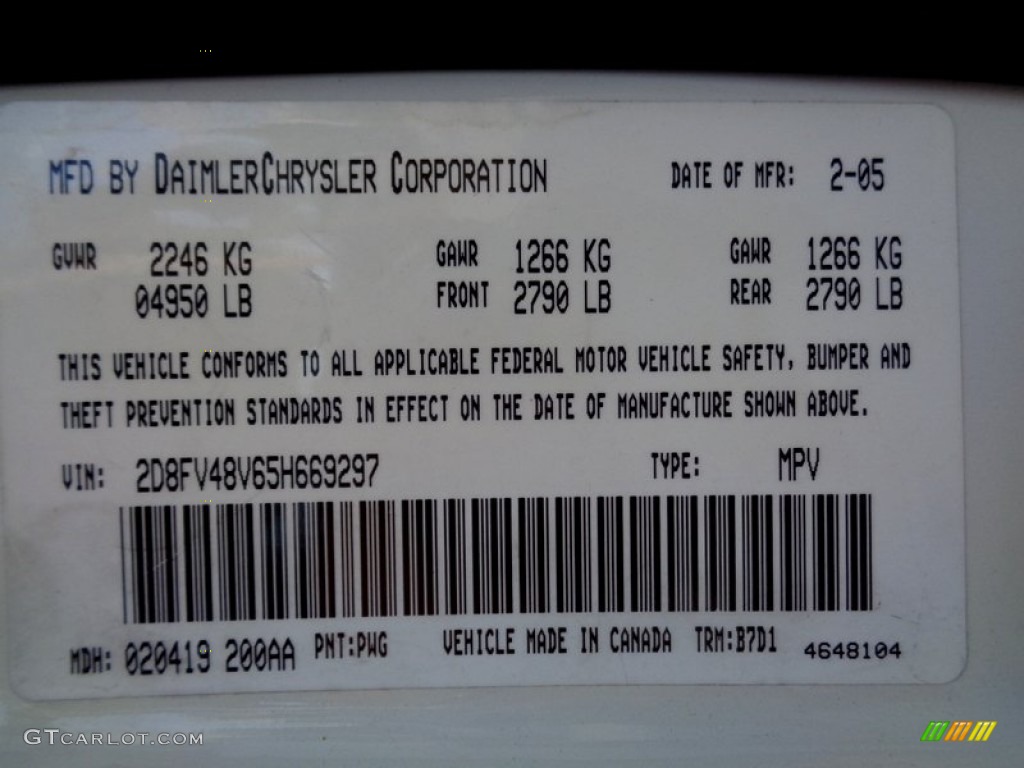 MFD BY DAIMLERCHRYSLER CORPORATION DATE OF MFR: 2-05
GVWR 2246 KG GAWR 1266 KG GAWR 1266 KG
04950 LB FRONT 2790 LB REAR 2790 LB
THIS VEHICLE CONFORMS TO ALL APPLICABLE FEDERAL MOTOR VEHICLE SAFETY, BUMPER AND
THEFT PREVENTION STANDARDS IN EFFECT ON THE DATE OF MANUFACTURE SHOWN ABOVE.
VIN: 2D8FV48V65H669297 TYPE: MPV
MDH: 020419 200AA PNT:PWG VEHICLE MADE IN CANADA TRM:B7D1 4648104
GTCARLOT.COM